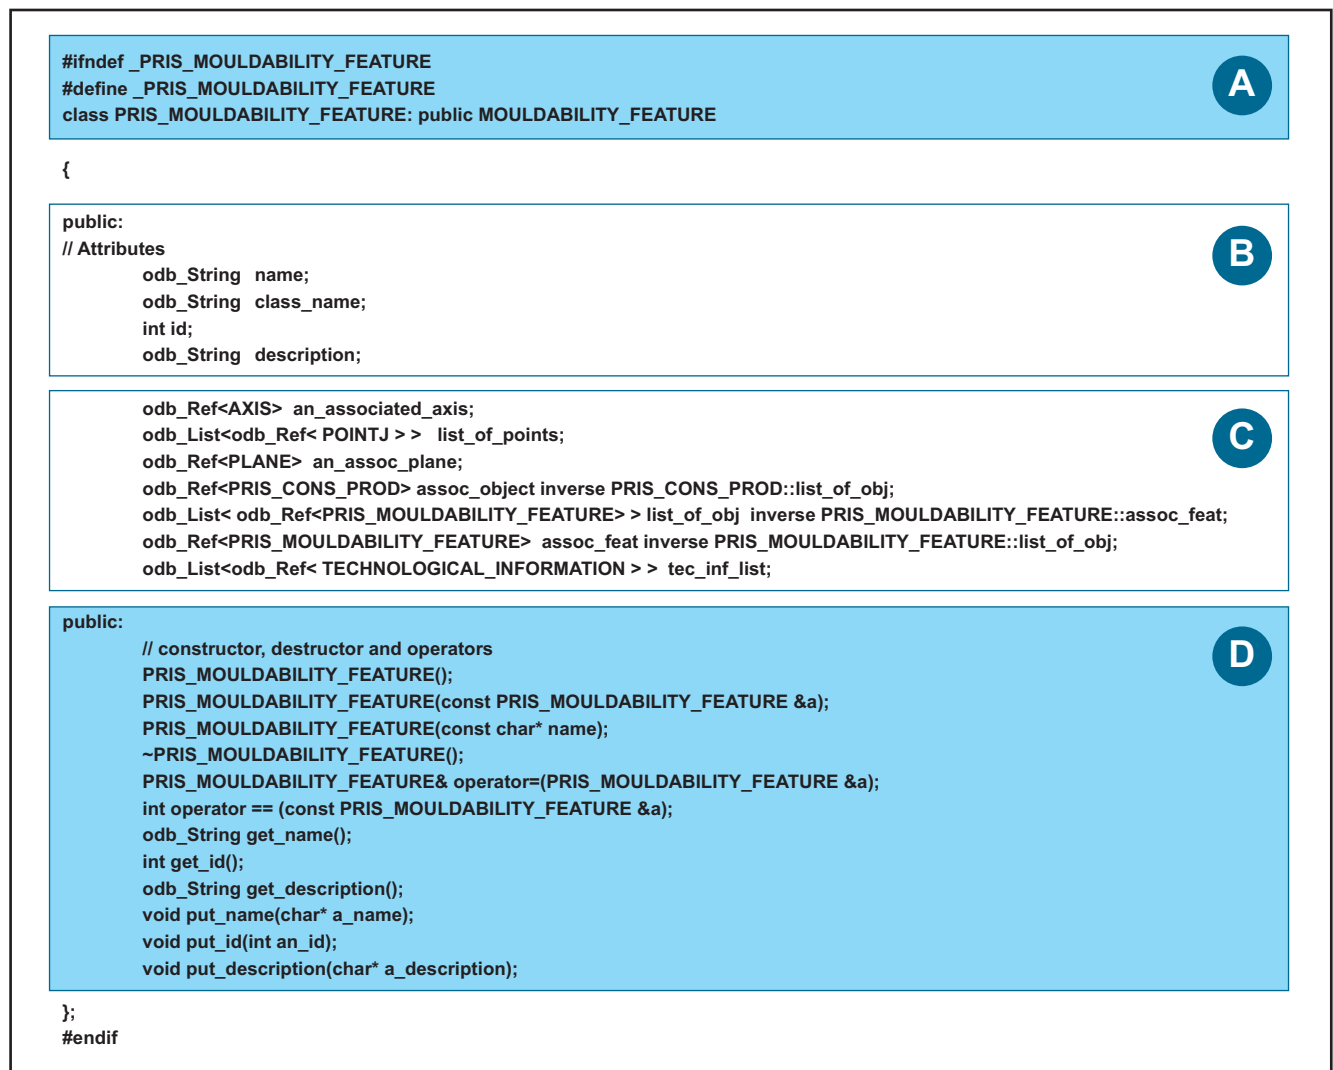 #ifndef _PRIS_MOULDABILITY_FEATURE
#define _PRIS_MOULDABILITY_FEATURE
class PRIS_MOULDABILITY_FEATURE: public MOULDABILITY_FEATURE
A
{
public:
// Attributes
odb_String name;
odb_String class_name;
int id;
odb_String description;
B
odb_Ref<AXIS> an_associated_axis;
odb_List<odb_Ref< POINTJ > > list_of_points;
odb_Ref<PLANE> an_assoc_plane;
odb_Ref<PRIS_CONS_PROD> assoc_object inverse PRIS_CONS_PROD::list_of_obj;
odb_List< odb_Ref<PRIS_MOULDABILITY_FEATURE> > list_of_obj inverse PRIS_MOULDABILITY_FEATURE::assoc_feat;
odb_Ref<PRIS_MOULDABILITY_FEATURE> assoc_feat inverse PRIS_MOULDABILITY_FEATURE::list_of_obj;
odb_List<odb_Ref< TECHNOLOGICAL_INFORMATION > > tec_inf_list;
C
public:
// constructor, destructor and operators
PRIS_MOULDABILITY_FEATURE();
PRIS_MOULDABILITY_FEATURE(const PRIS_MOULDABILITY_FEATURE &a);
PRIS_MOULDABILITY_FEATURE(const char* name);
~PRIS_MOULDABILITY_FEATURE();
PRIS_MOULDABILITY_FEATURE& operator=(PRIS_MOULDABILITY_FEATURE &a);
int operator == (const PRIS_MOULDABILITY_FEATURE &a);
odb_String get_name();
int get_id();
odb_String get_description();
void put_name(char* a_name);
void put_id(int an_id);
void put_description(char* a_description);
D
};
#endif